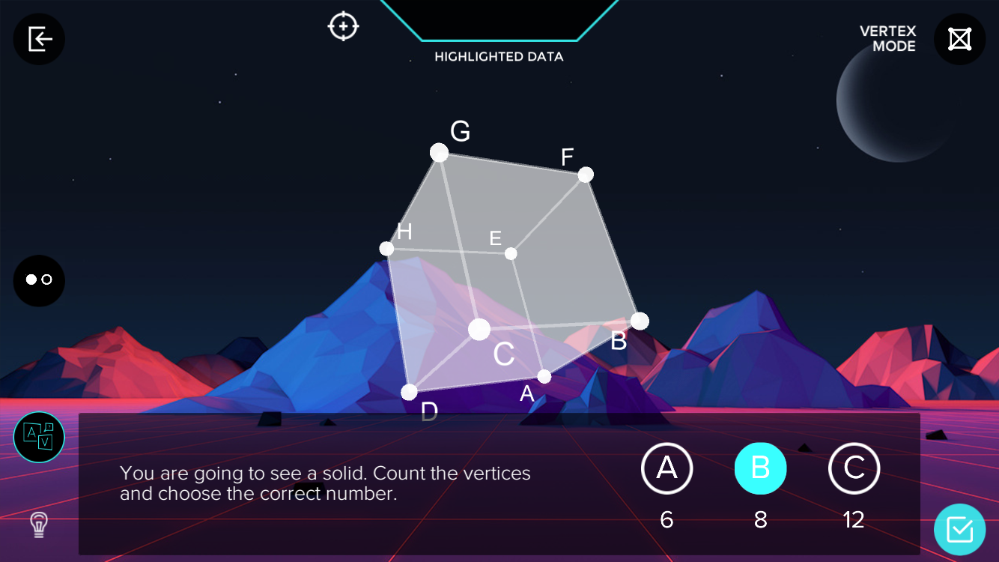 VERTEX
MODE
HIGHLIGHTED DATA
G
F
H
E
C
B
A
D
You are going to see a solid. Count the vertices
and choose the correct number.
A B C
6 8 12